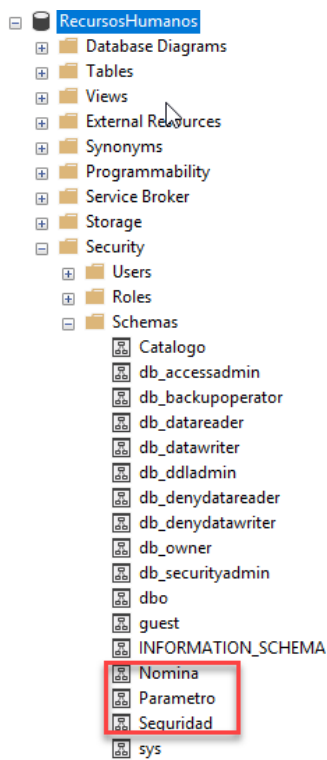 RecursosHumanos
Database Diagrams
Tables
Views
External Resources
Synonyms
Programmability
Service Broker
Storage
Security
Users
Roles
Schemas
Catalogo
db_accessadmin
db_backupoperator
db_datareader
db_datawriter
db_ddladmin
db_denydatareader
db_denydatawriter
db_owner
db_securityadmin
dbo
guest
INFORMATION_SCHEMA
Nomina
Parametro
Seguridad
sys